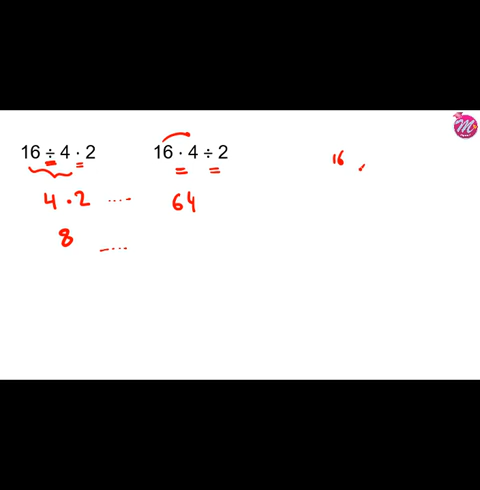 16 ÷ 4 · 2 16 · 4 ÷ 2 16 .
4 · 2 .... 64
8 ....
M